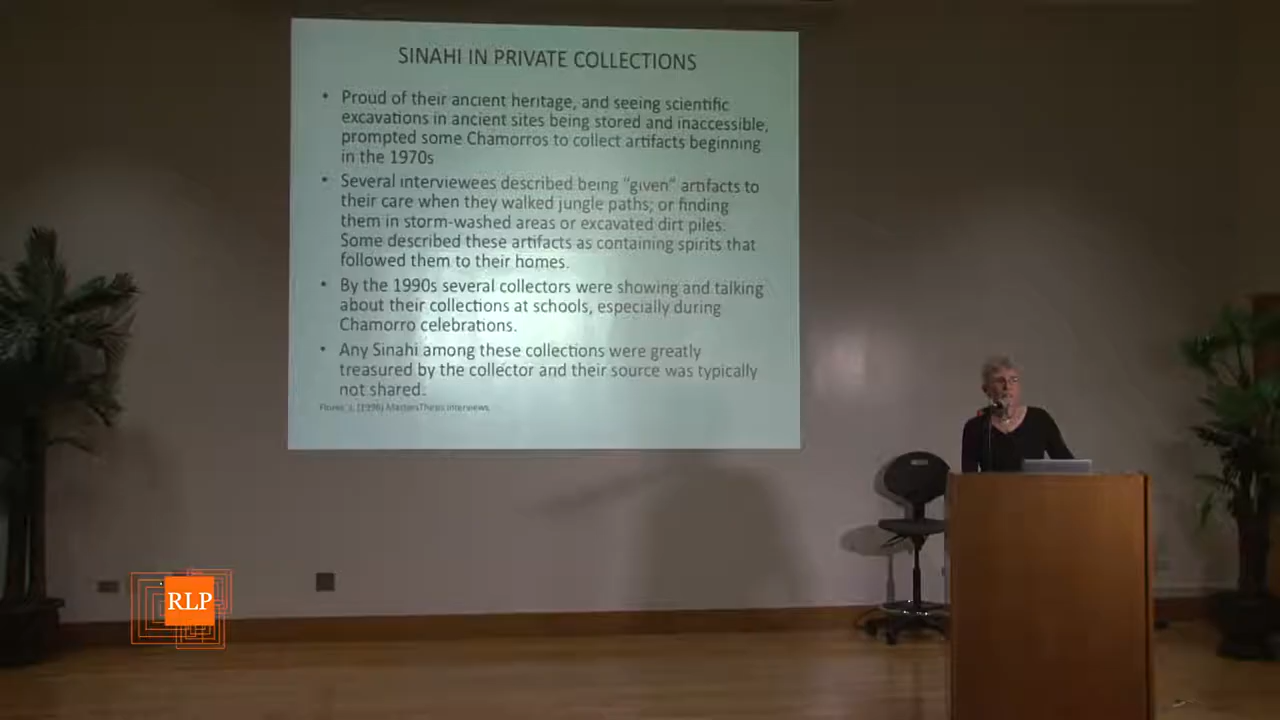 SINAHI IN PRIVATE COLLECTIONS
• Proud of their ancient heritage, and seeing scientific
excavations in ancient sites being stored and inaccessible,
prompted some Chamorros to collect artifacts beginning
in the 1970s
• Several interviewees described being “given” artifacts to
their care when they walked jungle paths; or finding
them in storm-washed areas or excavated dirt piles.
Some described these artifacts as containing spirits that
followed them to their homes.
• By the 1990s several collectors were showing and talking
about their collections at schools, especially during
Chamorro celebrations.
• Any Sinahi among these collections were greatly
treasured by the collector and their source was typically
not shared.
Flores, J. (1996) MastersThesis interviews
RLP